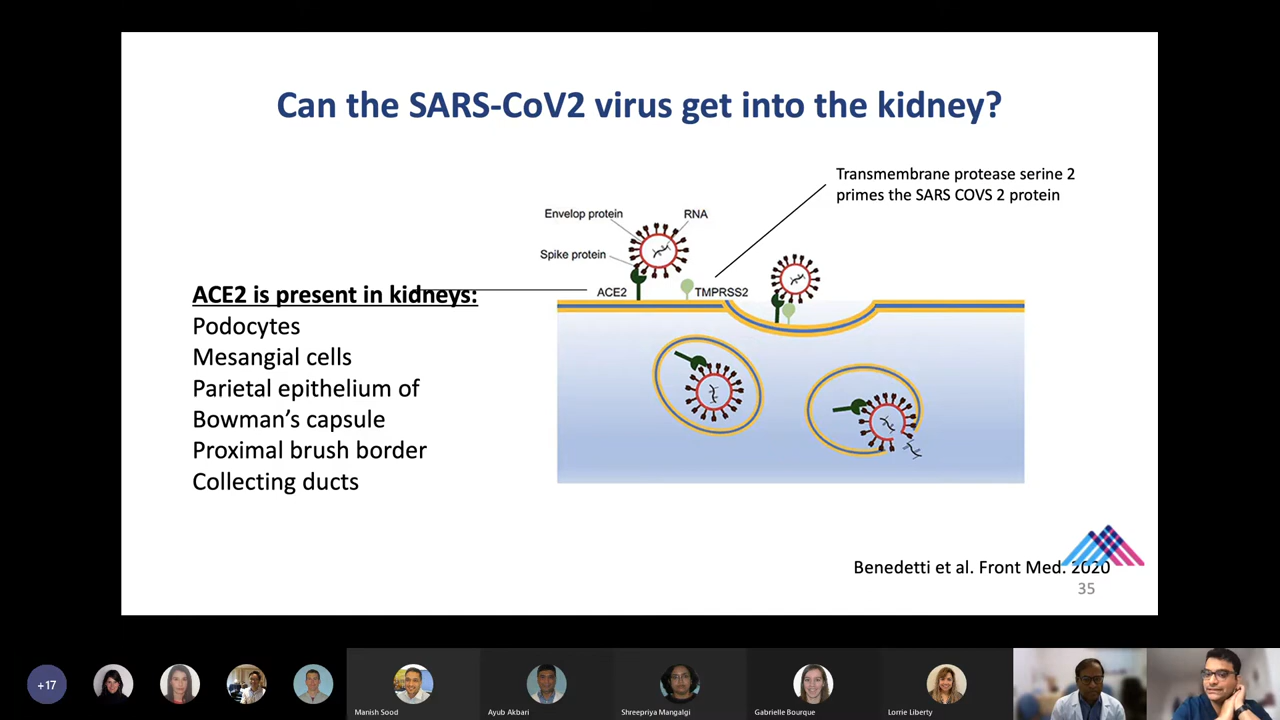 Can the SARS-CoV2 virus get into the kidney?
Transmembrane protease serine 2
primes the SARS COVS 2 protein
Envelop protein
RNA
Spike protein
ACE2
TMPRSS2
ACE2 is present in kidneys:
Podocytes
Mesangial cells
Parietal epithelium of
Bowman's capsule
Proximal brush border
Collecting ducts
Benedetti et al. Front Med. 2020
35
+17
Manish Sood
Ayub Akbari
Shreepriya Mangalgi
Gabrielle Bourque
Lorrie Liberty